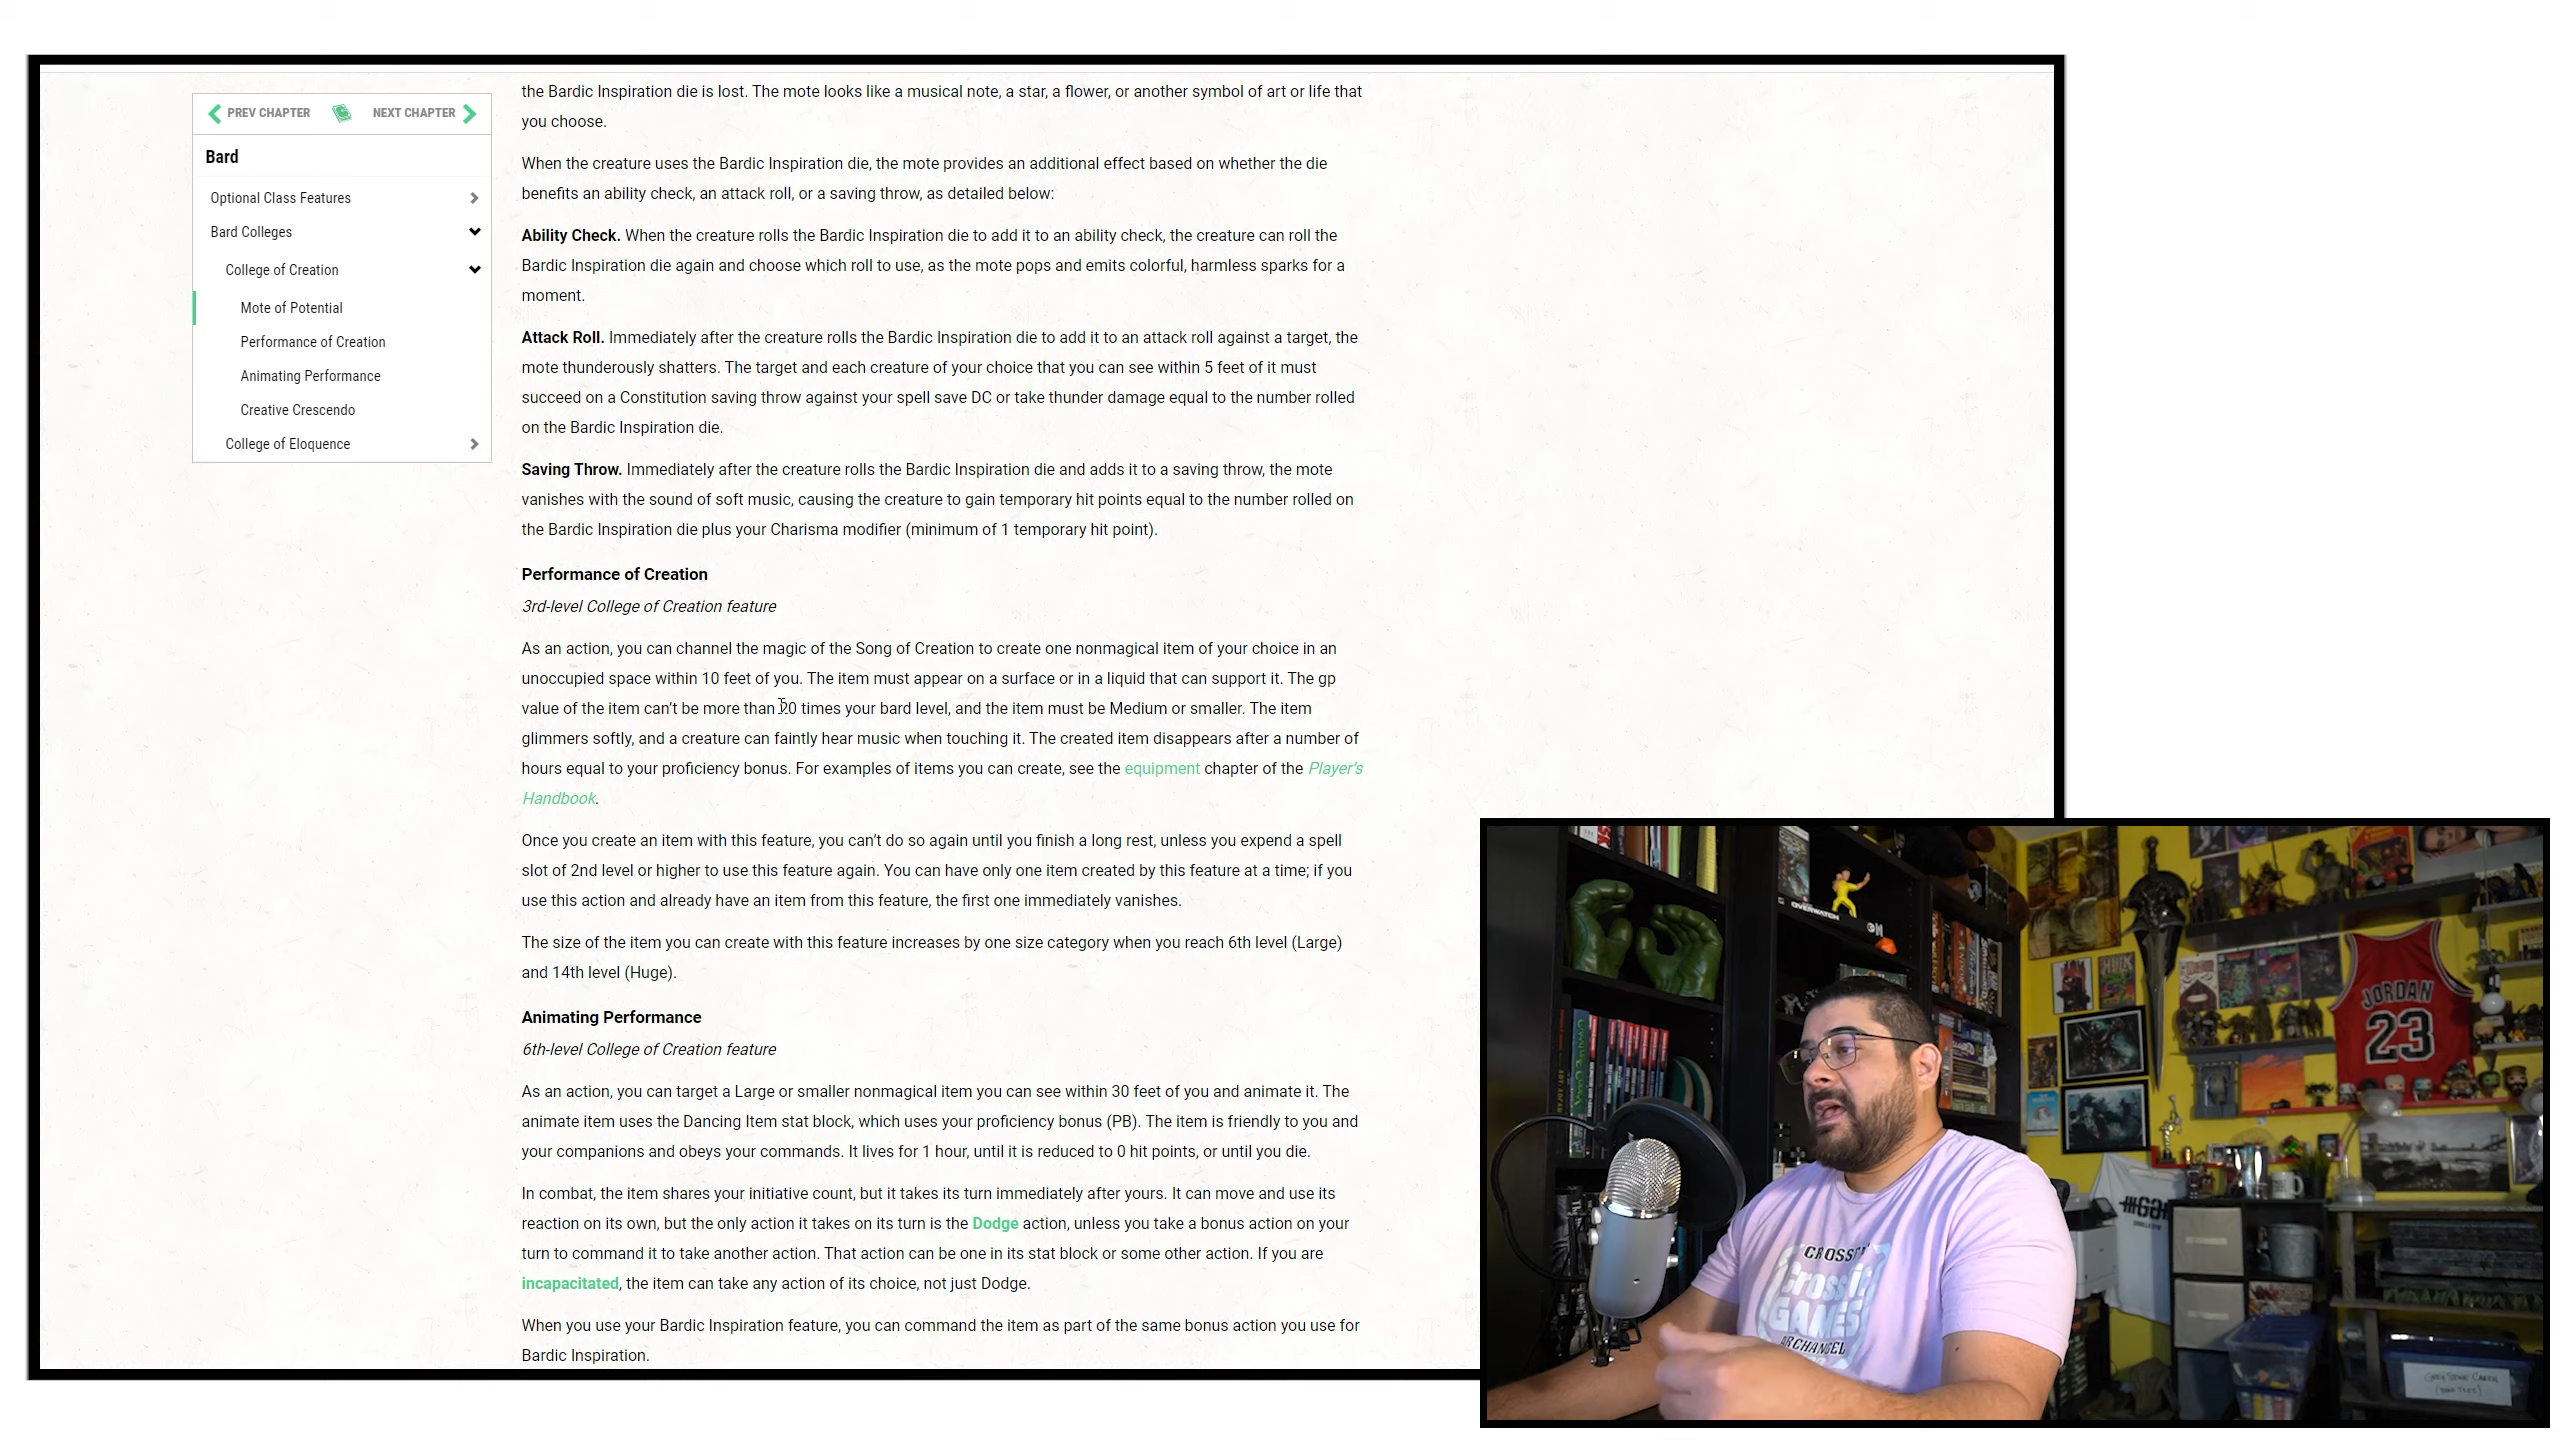 the Bardic Inspiration die is lost. The mote looks like a musical note, a star, a flower, or another symbol of art or life that
you choose.
PREV CHAPTER
NEXT CHAPTER
Bard
Optional Class Features
Bard Colleges
College of Creation
Mote of Potential
Performance of Creation
Animating Performance
Creative Crescendo
College of Eloquence
When the creature uses the Bardic Inspiration die, the mote provides an additional effect based on whether the die
benefits an ability check, an attack roll, or a saving throw, as detailed below:
Ability Check. When the creature rolls the Bardic Inspiration die to add it to an ability check, the creature can roll the
Bardic Inspiration die again and choose which roll to use, as the mote pops and emits colorful, harmless sparks for a
moment.
Attack Roll. Immediately after the creature rolls the Bardic Inspiration die to add it to an attack roll against a target, the
mote thunderously shatters. The target and each creature of your choice that you can see within 5 feet of it must
succeed on a Constitution saving throw against your spell save DC or take thunder damage equal to the number rolled
on the Bardic Inspiration die.
Saving Throw. Immediately after the creature rolls the Bardic Inspiration die and adds it to a saving throw, the mote
vanishes with the sound of soft music, causing the creature to gain temporary hit points equal to the number rolled on
the Bardic Inspiration die plus your Charisma modifier (minimum of 1 temporary hit point).
Performance of Creation
3rd-level College of Creation feature
As an action, you can channel the magic of the Song of Creation to create one nonmagical item of your choice in an
unoccupied space within 10 feet of you. The item must appear on a surface or in a liquid that can support it. The gp
value of the item can't be more than 20 times your bard level, and the item must be Medium or smaller. The item
glimmers softly, and a creature can faintly hear music when touching it. The created item disappears after a number of
hours equal to your proficiency bonus. For examples of items you can create, see the equipment chapter of the Player's
Handbook.
Once you create an item with this feature, you can't do so again until you finish a long rest, unless you expend a spell
slot of 2nd level or higher to use this feature again. You can have only one item created by this feature at a time; if you
use this action and already have an item from this feature, the first one immediately vanishes.
The size of the item you can create with this feature increases by one size category when you reach 6th level (Large)
and 14th level (Huge).
Animating Performance
6th-level College of Creation feature
As an action, you can target a Large or smaller nonmagical item you can see within 30 feet of you and animate it. The
animate item uses the Dancing Item stat block, which uses your proficiency bonus (PB). The item is friendly to you and
your companions and obeys your commands. It lives for 1 hour, until it is reduced to 0 hit points, or until you die.
In combat, the item shares your initiative count, but it takes its turn immediately after yours. It can move and use its
reaction on its own, but the only action it takes on its turn is the Dodge action, unless you take a bonus action on your
turn to command it to take another action. That action can be one in its stat block or some other action. If you are
incapacitated, the item can take any action of its choice, not just Dodge.
When you use your Bardic Inspiration feature, you can command the item as part of the same bonus action you use for
Bardic Inspiration.
OVERWATCH
JORDAN
23
CrossFit
GAMES
ARCHANGEL